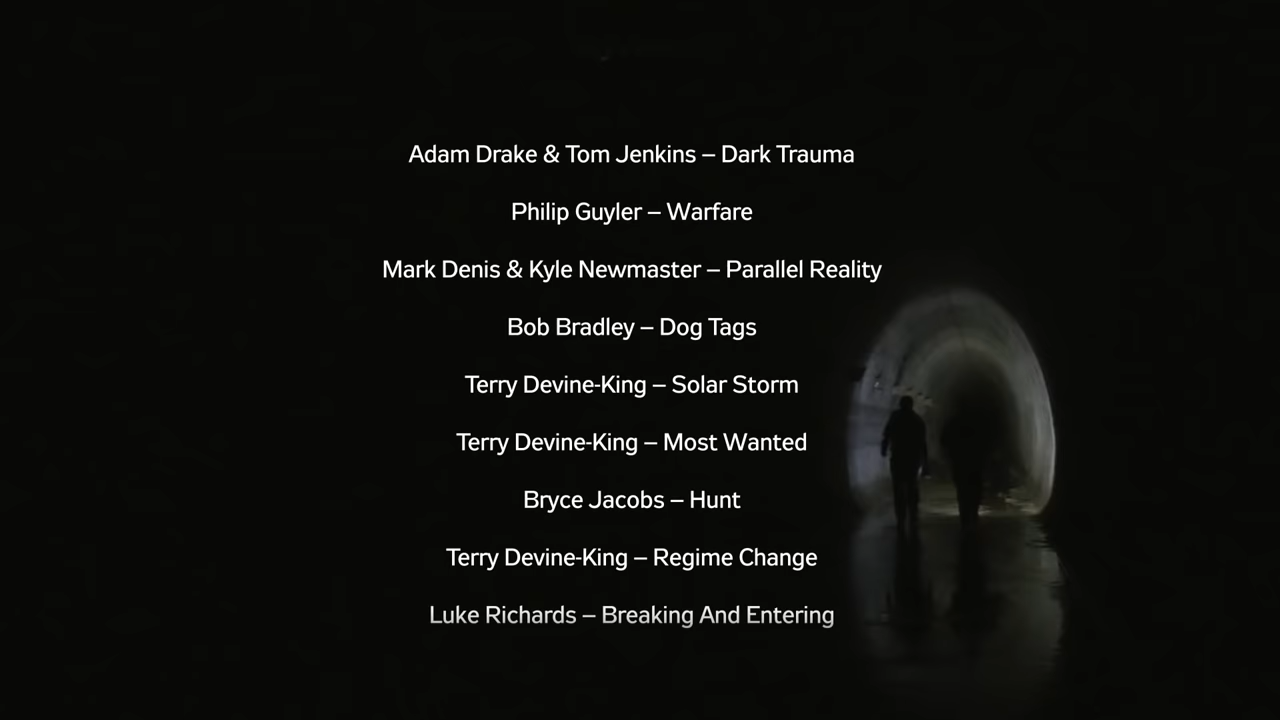 Adam Drake & Tom Jenkins – Dark Trauma
Philip Guyler – Warfare
Mark Denis & Kyle Newmaster – Parallel Reality
Bob Bradley – Dog Tags
Terry Devine-King – Solar Storm
Terry Devine-King – Most Wanted
Bryce Jacobs – Hunt
Terry Devine-King – Regime Change
Luke Richards – Breaking And Entering